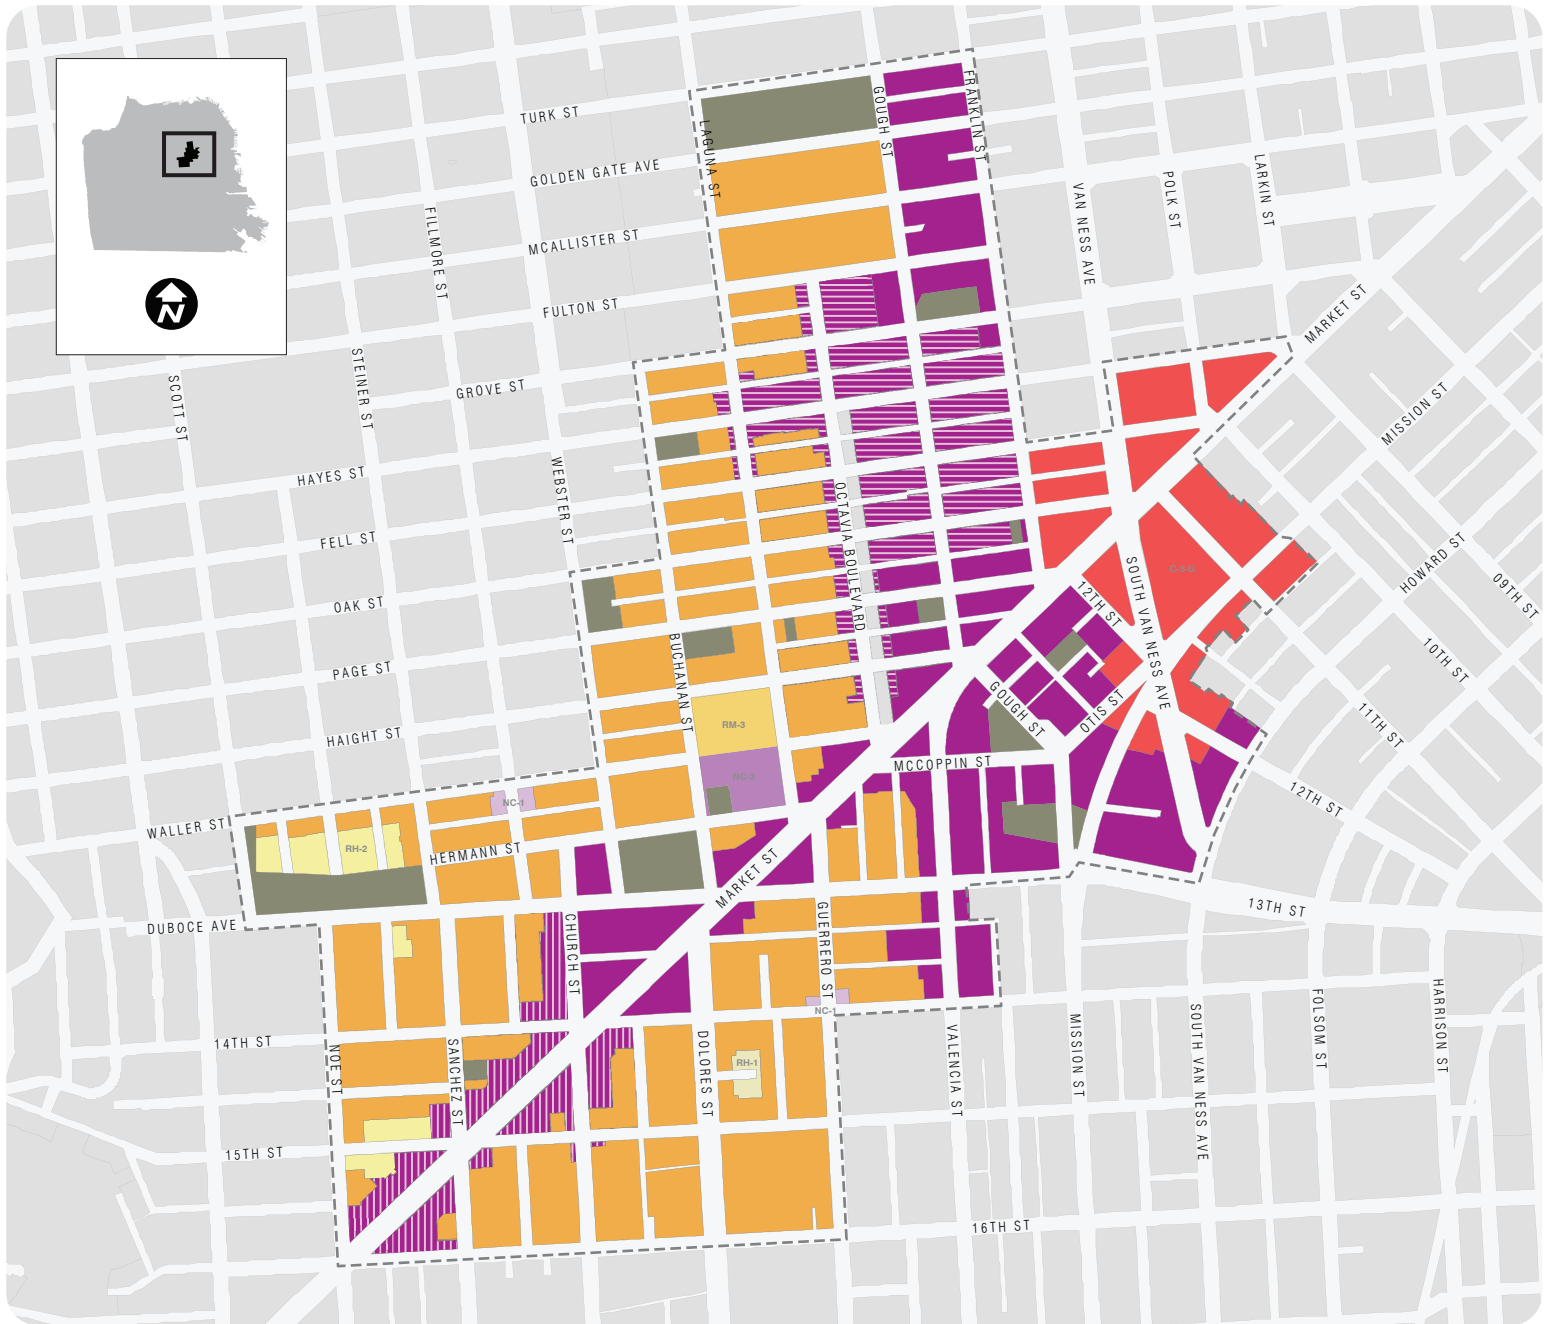 TURK ST
GOLDEN GATE AVE
MCALLISTER ST
FULTON ST
GROVE ST
HAYES ST
FELL ST
OAK ST
PAGE ST
HAIGHT ST
WALLER ST
HERMANN ST
DUBOCE AVE
14TH ST
15TH ST
16TH ST
SCOTT ST
STEINER ST
FILLMORE ST
WEBSTER ST
BUCHANAN ST
LAGUNA ST
OCTAVIA BOULEVARD
GOUGH ST
FRANKLIN ST
VAN NESS AVE
POLK ST
LARKIN ST
MARKET ST
MISSION ST
HOWARD ST
09TH ST
10TH ST
11TH ST
12TH ST
12TH ST
13TH ST
SOUTH VAN NESS AVE
OTIS ST
GOUGH ST
MCCOPPIN ST
MARKET ST
NOE ST
SANCHEZ ST
CHURCH ST
DOLORES ST
GUERRERO ST
VALENCIA ST
MISSION ST
SOUTH VAN NESS AVE
FOLSOM ST
HARRISON ST
C-3-G
RM-3
NC-3
NC-1
RH-2
NC-1
RH-1
N